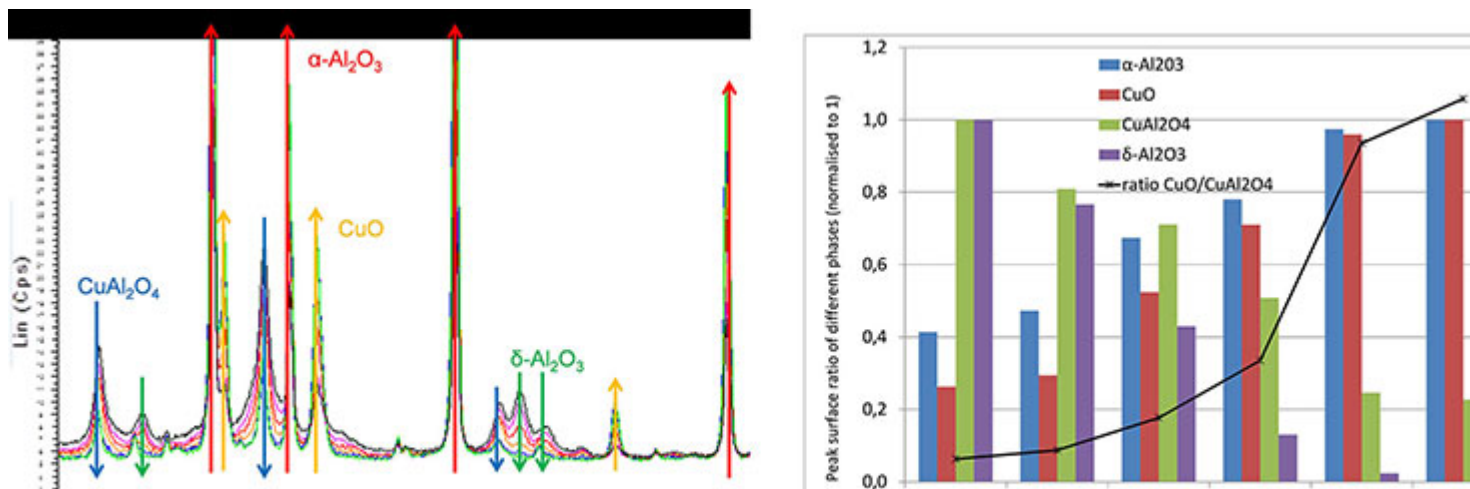 α-Al₂O₃
CuO
CuAl₂O₄
δ-Al₂O₃
Lin (Cps)
Peak surface ratio of different phases (normalised to 1)
1,2
1,0
0,8
0,6
0,4
0,2
0,0
α-Al2O3
CuO
CuAl2O4
δ-Al2O3
ratio CuO/CuAl2O4